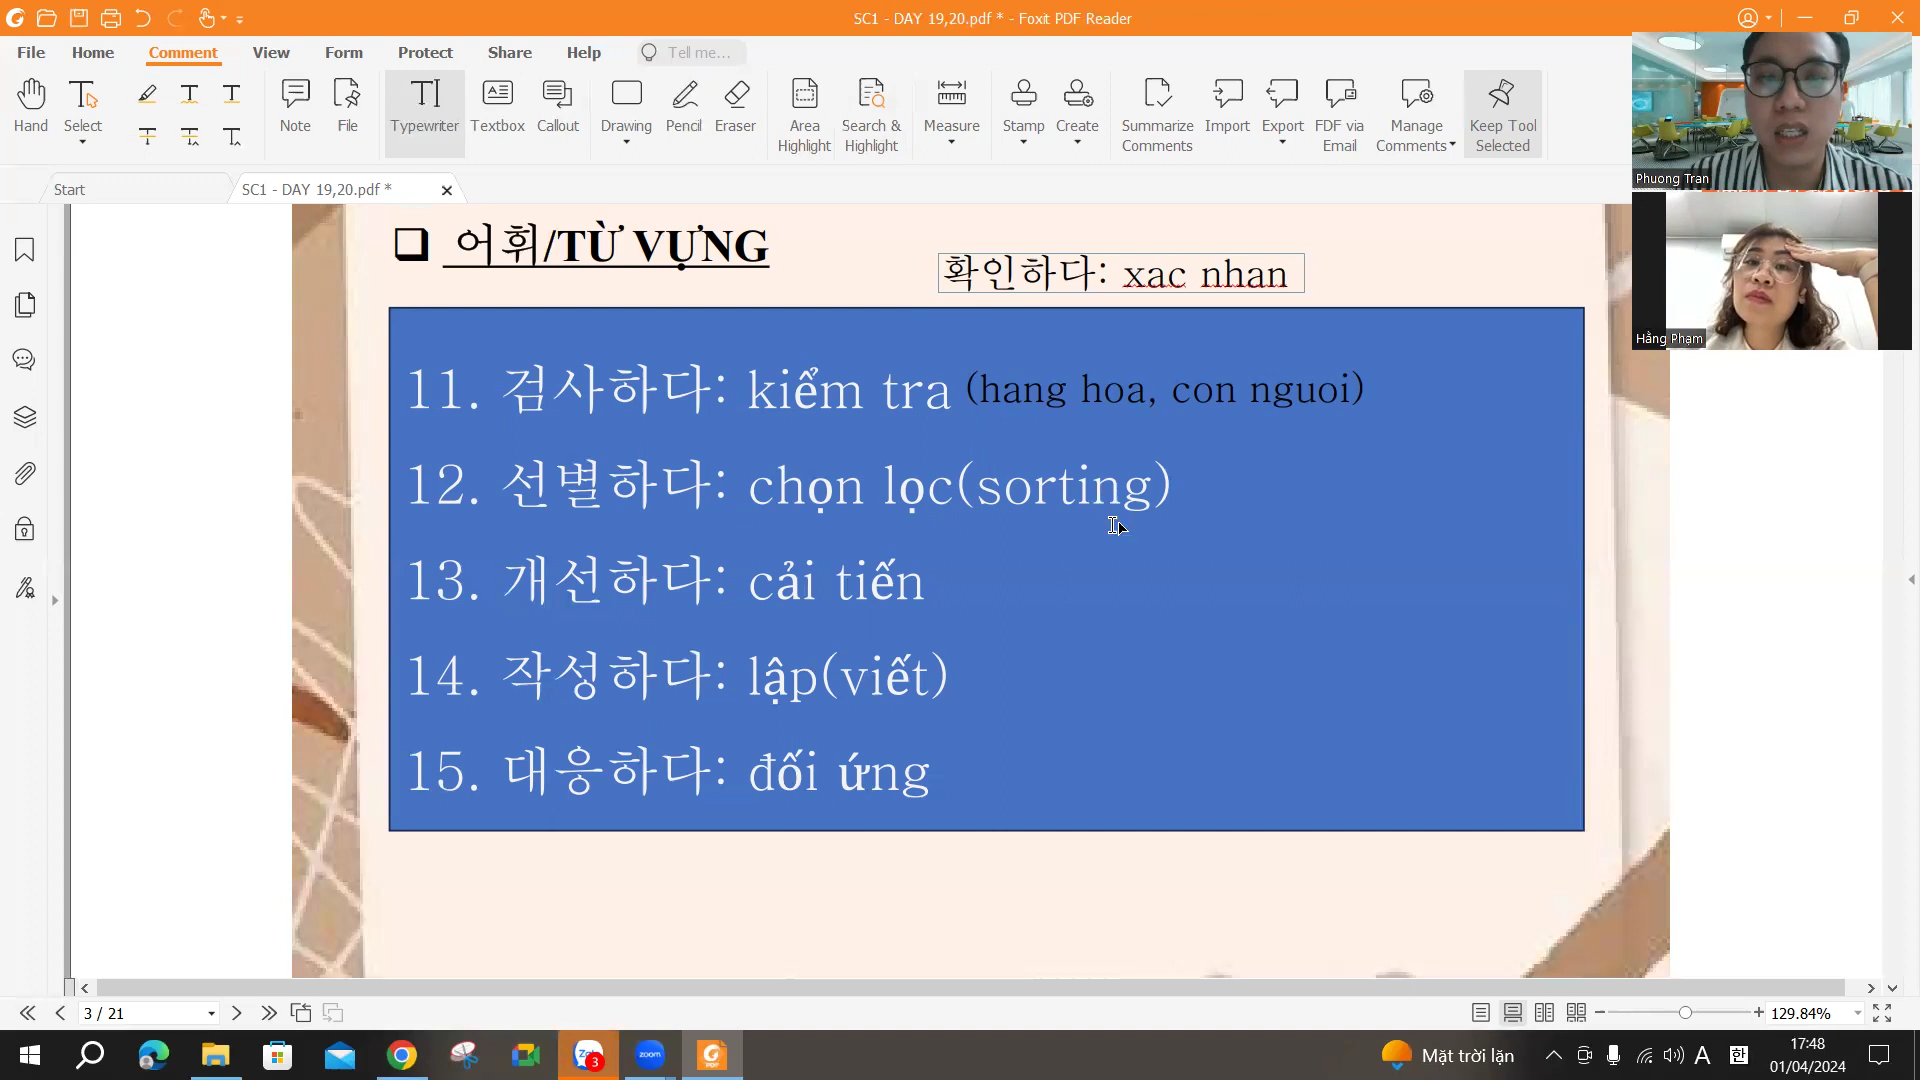 SC1 - DAY 19,20.pdf * - Foxit PDF Reader
File Home Comment View Form Protect Share Help Tell me...
Hand Select Note File Typewriter Textbox Callout Drawing Pencil Eraser Area Highlight Search & Highlight Measure Stamp Create Summarize Comments Import Export FDF via Email Manage Comments Keep Tool Selected
Phuong Tran
Start SC1 - DAY 19,20.pdf *
어휘/TỪ VỰNG
확인하다: xac nhan
Hằng Phạm
11. 검사하다: kiểm tra (hang hoa, con nguoi)
12. 선별하다: chọn lọc(sorting)
13. 개선하다: cải tiến
14. 작성하다: lập(viết)
15. 대응하다: đối ứng
3 / 21
129.84%
3
zoom
Mặt trời lặn
A
한
17:48
01/04/2024